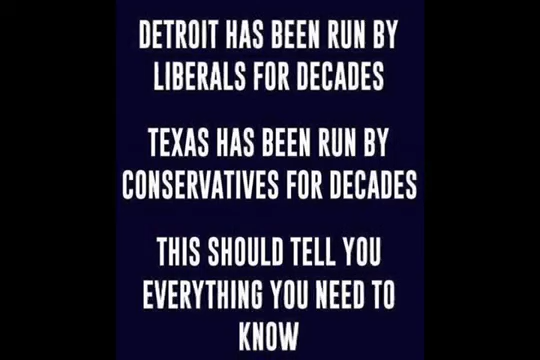 DETROIT HAS BEEN RUN BY
LIBERALS FOR DECADES
TEXAS HAS BEEN RUN BY
CONSERVATIVES FOR DECADES
THIS SHOULD TELL YOU
EVERYTHING YOU NEED TO
KNOW